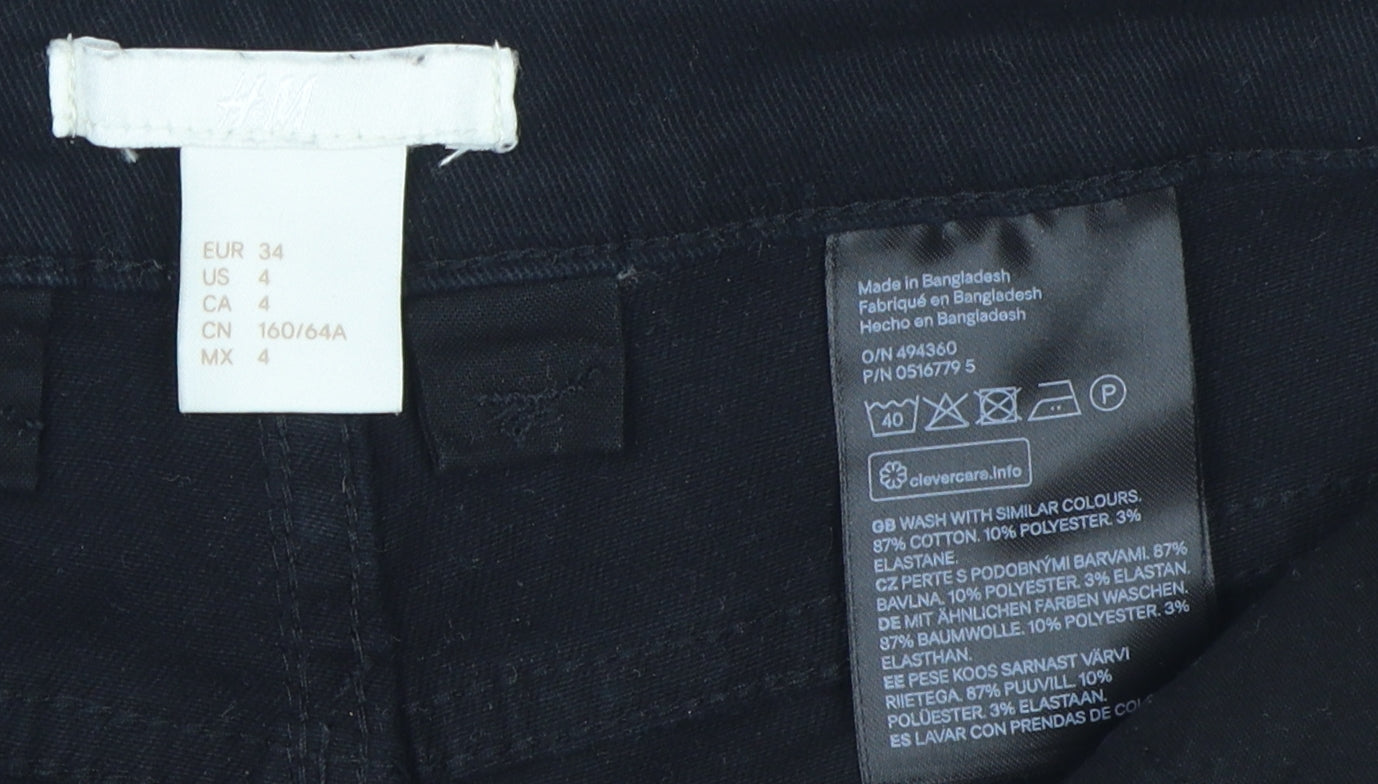 H&M
EUR 34
US 4
CA 4
CN 160/64A
MX 4
Made in Bangladesh
Fabriqué en Bangladesh
Hecho en Bangladesh
O/N 494360
P/N 0516779 5
40
P
clevercare.info
GB WASH WITH SIMILAR COLOURS.
87% COTTON. 10% POLYESTER. 3%
ELASTANE.
CZ PERTE S PODOBNÝMI BARVAMI. 87%
BAVLNA. 10% POLYESTER. 3% ELASTAN.
DE MIT ÄHNLICHEN FARBEN WASCHEN.
87% BAUMWOLLE. 10% POLYESTER. 3%
ELASTHAN.
EE PESE KOOS SARNAST VÄRVI
RIIETEGA. 87% PUUVILL. 10%
POLÜESTER. 3% ELASTAAN.
ES LAVAR CON PRENDAS DE